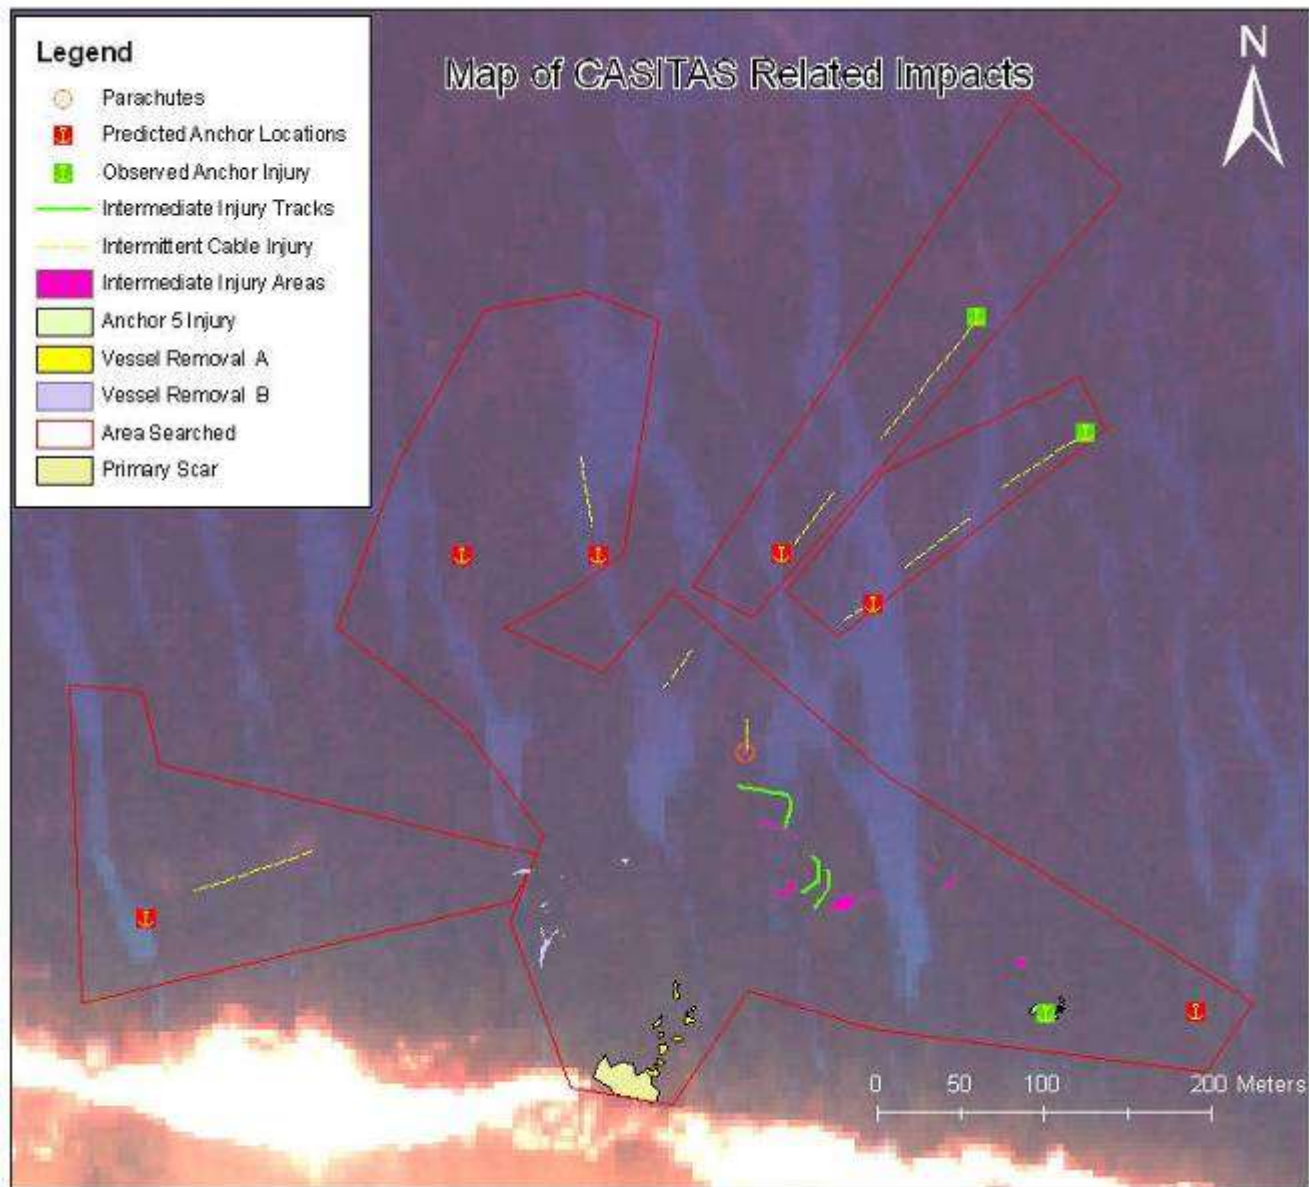 Legend
Parachutes
Predicted Anchor Locations
Observed Anchor Injury
Intermediate Injury Tracks
Intermittent Cable Injury
Intermediate Injury Areas
Anchor 5 Injury
Vessel Removal A
Vessel Removal B
Area Searched
Primary Scar
Map of CASITAS Related Impacts
N
0 50 100 200 Meters